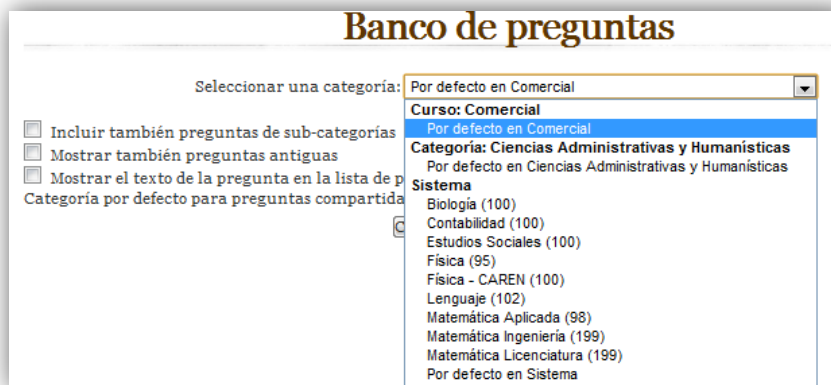 Banco de preguntas
Seleccionar una categoría: Por defecto en Comercial
Curso: Comercial
Por defecto en Comercial
Categoría: Ciencias Administrativas y Humanísticas
Por defecto en Ciencias Administrativas y Humanísticas
Sistema
Biología (100)
Contabilidad (100)
Estudios Sociales (100)
Física (95)
Física - CAREN (100)
Lenguaje (102)
Matemática Aplicada (98)
Matemática Ingeniería (199)
Matemática Licenciatura (199)
Por defecto en Sistema
Incluir también preguntas de sub-categorías
Mostrar también preguntas antiguas
Mostrar el texto de la pregunta en la lista de p
Categoría por defecto para preguntas compartida